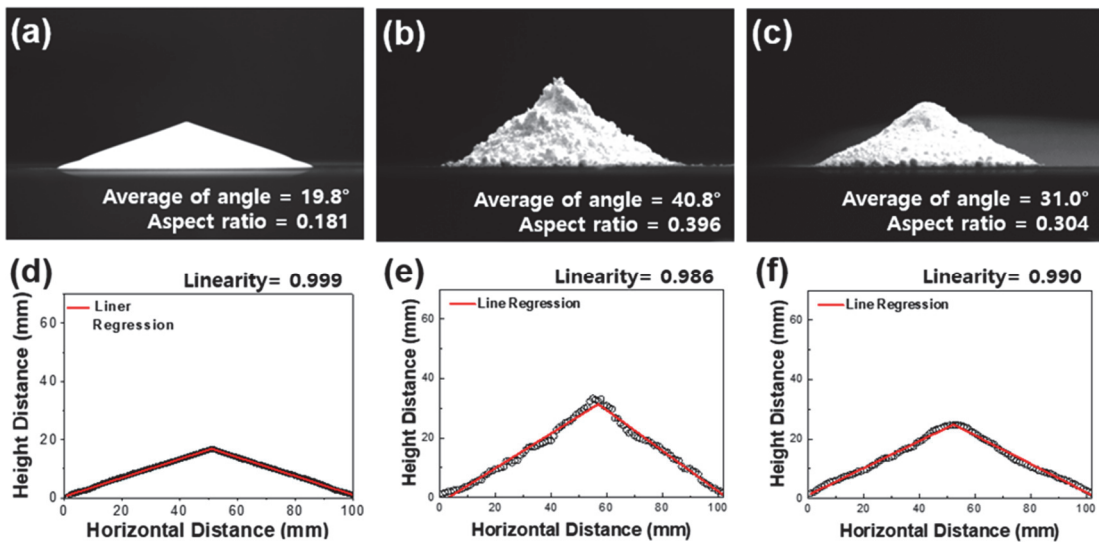 (a)
Average of angle = 19.8°
Aspect ratio = 0.181
(b)
Average of angle = 40.8°
Aspect ratio = 0.396
(c)
Average of angle = 31.0°
Aspect ratio = 0.304
(d)
Linearity= 0.999
Liner
Regression
Height Distance (mm)
60
40
20
0
0 20 40 60 80 100
Horizontal Distance (mm)
(e)
Linearity= 0.986
Line Regression
Height Distance (mm)
60
40
20
0
0 20 40 60 80 100
Horizontal Distance (mm)
(f)
Linearity= 0.990
Line Regression
Height Distance (mm)
60
40
20
0
0 20 40 60 80 100
Horizontal Distance (mm)